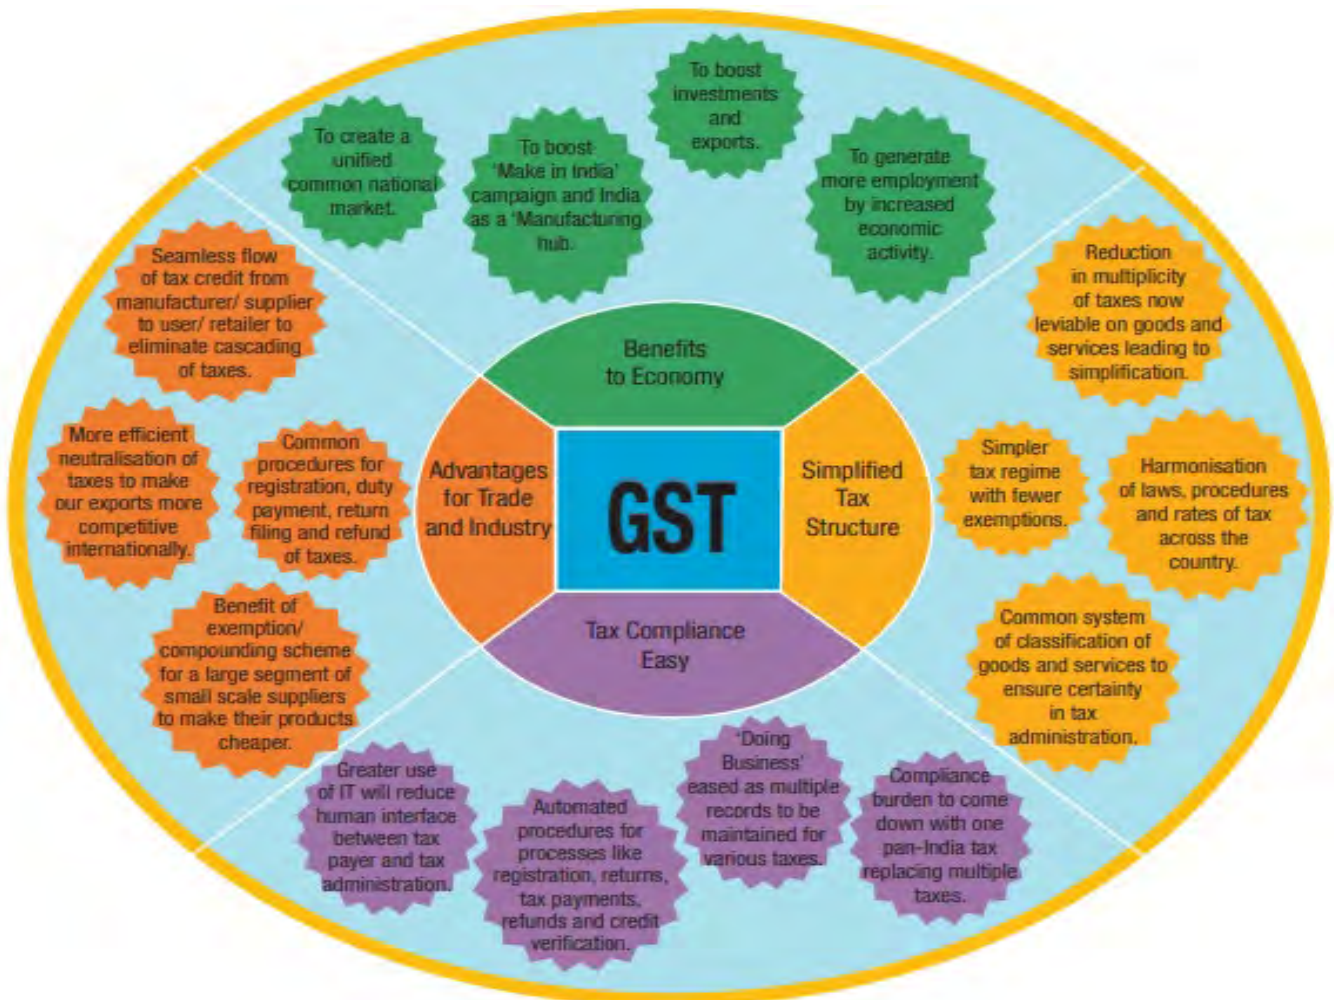 To boost
investments
and
exports.
To create a
unified
common national
market.
To boost
'Make in India'
campaign and India
as a 'Manufacturing
hub.
To generate
more employment
by increased
economic
activity.
Seamless flow
of tax credit from
manufacturer/ supplier
to user/ retailer to
eliminate cascading
of taxes.
Reduction
in multiplicity
of taxes now
leviable on goods and
services leading to
simplification.
Benefits
to Economy
More efficient
neutralisation of
taxes to make
our exports more
competitive
internationally.
Common
procedures for
registration, duty
payment, return
filing and refund
of taxes.
Advantages
for Trade
and Industry
GST
Simplified
Tax
Structure
Simpler
tax regime
with fewer
exemptions.
Harmonisation
of laws, procedures
and rates of tax
across the
country.
Benefit of
exemption/
compounding scheme
for a large segment of
small scale suppliers
to make their products
cheaper.
Tax Compliance
Easy
Common system
of classification of
goods and services to
ensure certainty
in tax
administration.
Greater use
of IT will reduce
human interface
between tax
payer and tax
administration.
Automated
procedures for
processes like
registration, returns,
tax payments,
refunds and credit
verification.
'Doing
Business'
eased as multiple
records to be
maintained for
various taxes.
Compliance
burden to come
down with one
pan-India tax
replacing multiple
taxes.